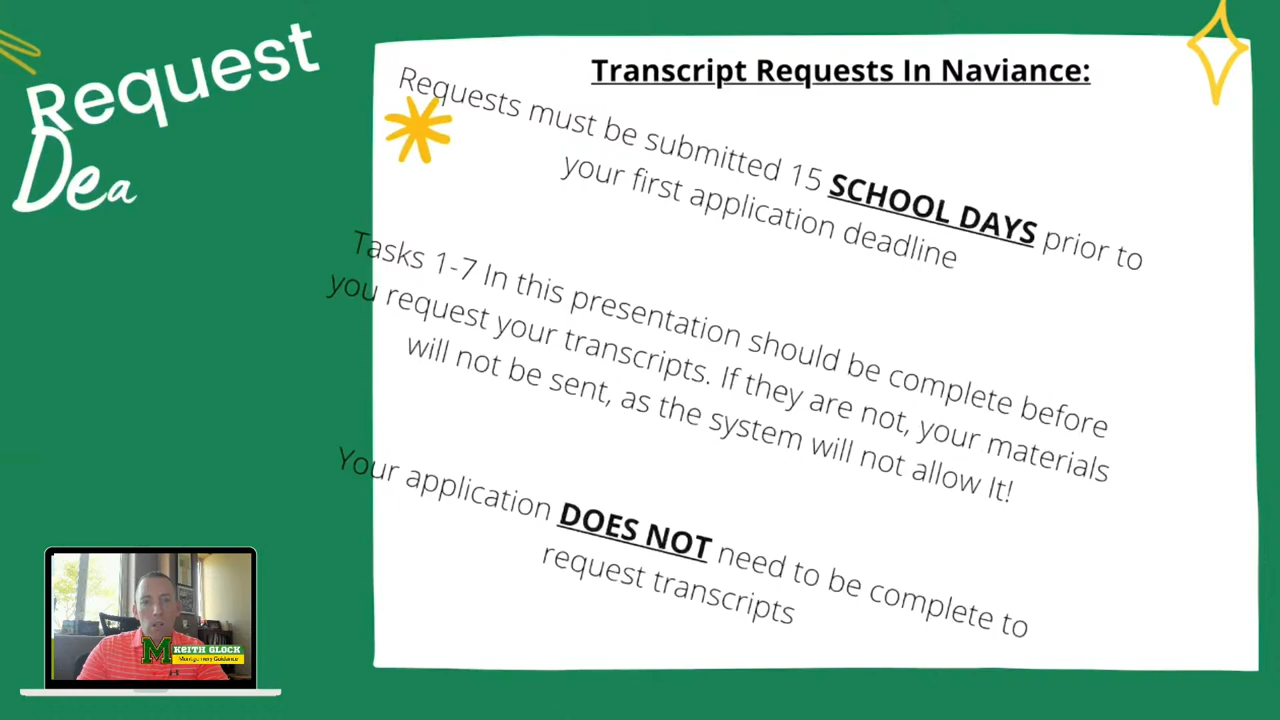 Request
Dea
Transcript Requests In Naviance:
Requests must be submitted 15 SCHOOL DAYS prior to
your first application deadline
Tasks 1-7 In this presentation should be complete before
you request your transcripts. If they are not, your materials
will not be sent, as the system will not allow It!
Your application DOES NOT need to be complete to
request transcripts
M KEITH GLOCK
Montgomery Guidance